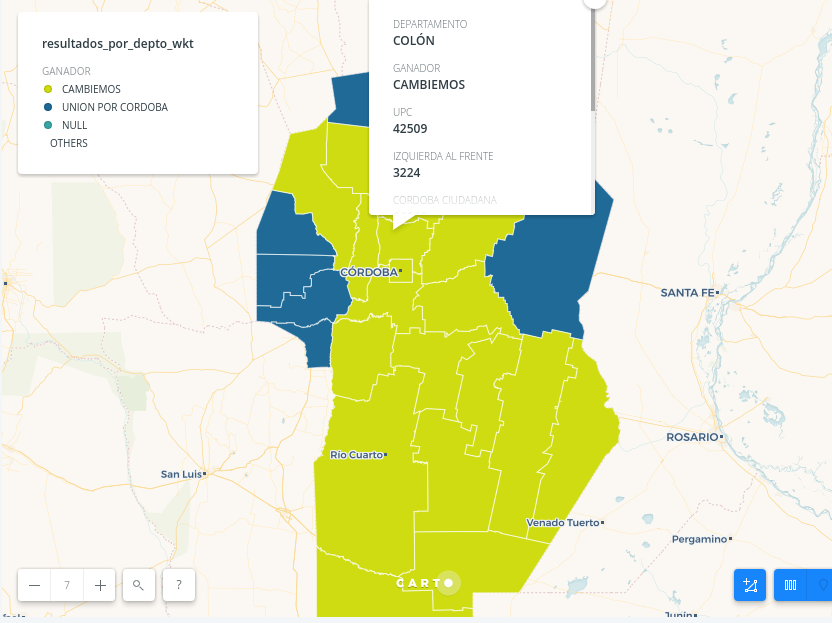 resultados_por_depto_wkt
GANADOR
CAMBIEMOS
UNION POR CORDOBA
NULL
OTHERS
DEPARTAMENTO
COLÓN
GANADOR
CAMBIEMOS
UPC
42509
IZQUIERDA AL FRENTE
3224
CORDOBA CIUDADANA
CÓRDOBA
SANTA FE
ROSARIO
Río Cuarto
San Luis
Venado Tuerto
Pergamino
CARTO
7
?
Junín